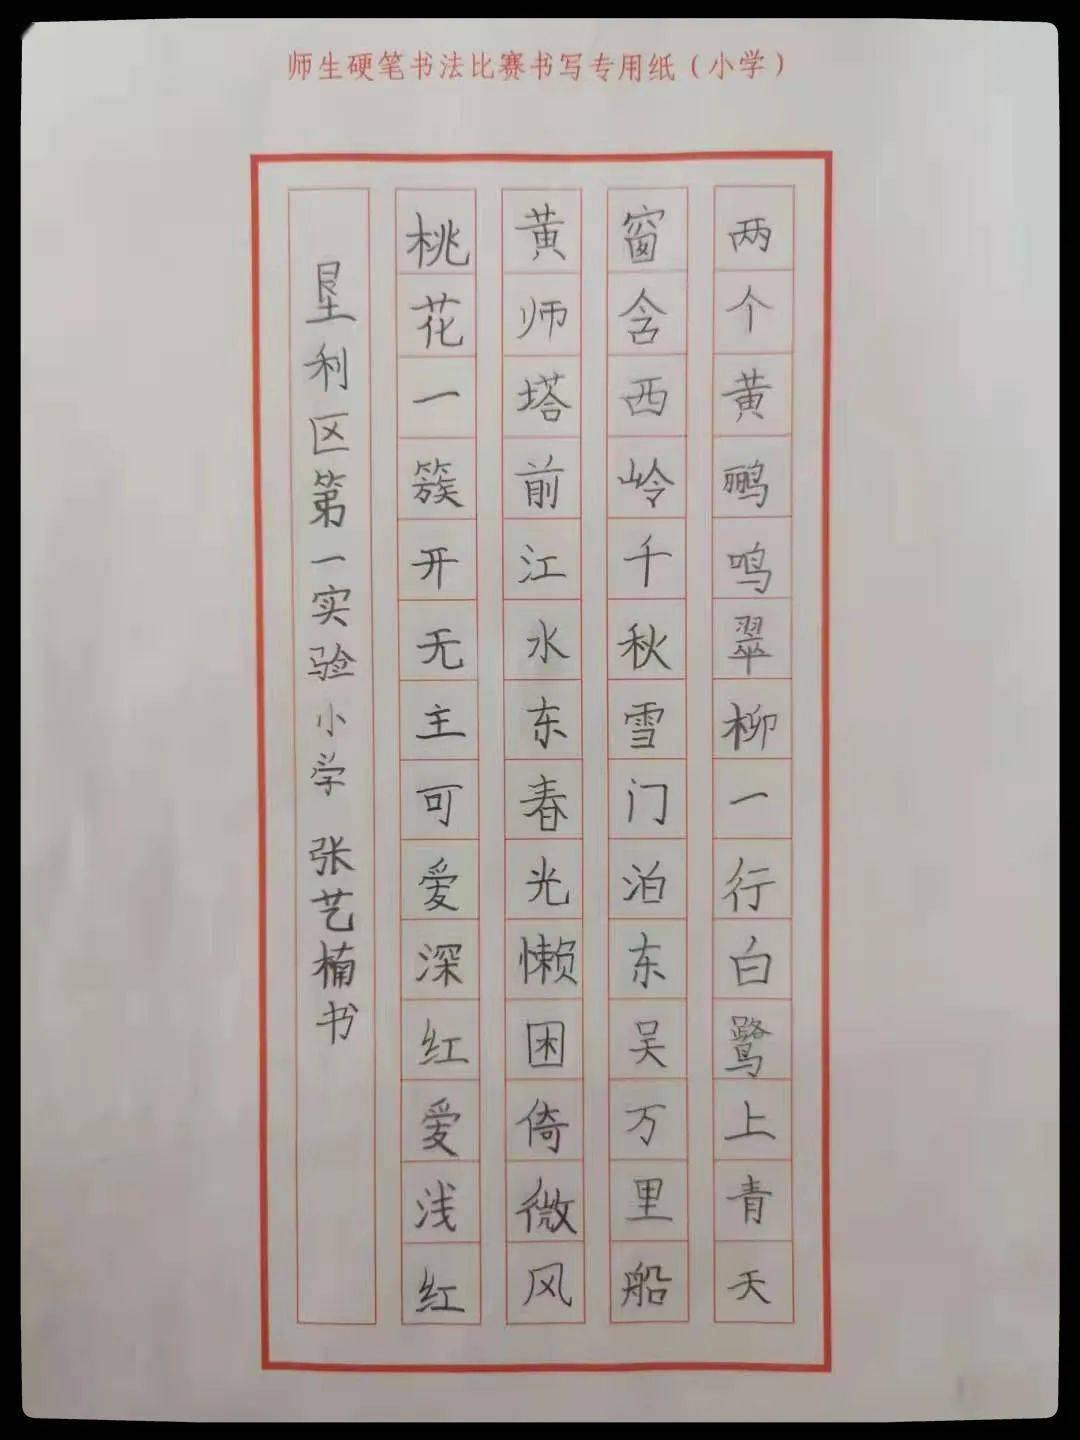 师生硬笔书法比赛书写专用纸（小学）
两个黄鹂鸣翠柳一行白鹭上青天
窗含西岭千秋雪门泊东吴万里船
黄师塔前江水东春光懒困倚微风
桃花一簇开无主可爱深红爱浅红
垦利区第一实验小学 张艺楠书